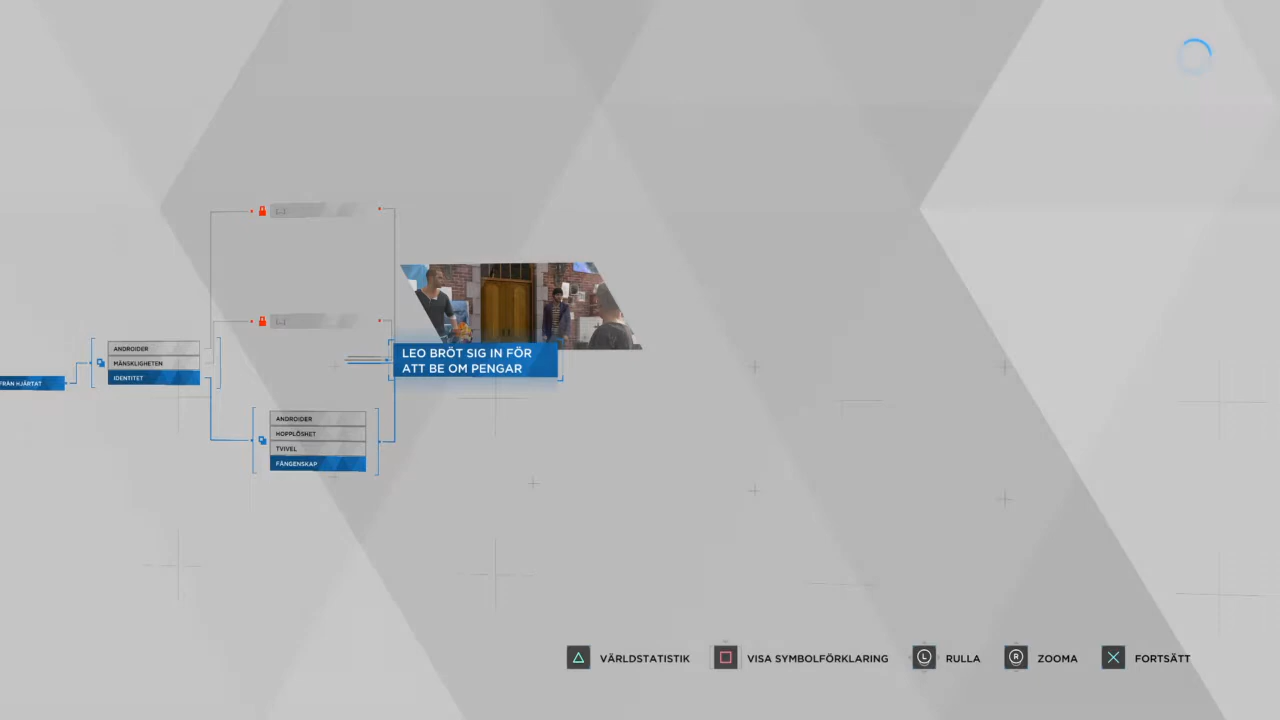 FRÅN HJÄRTAT
ANDROIDER
MÄNSKLIGHETEN
IDENTITET
ANDROIDER
HOPPLÖSHET
TVIVEL
FÅNGENSKAP
LEO BRÖT SIG IN FÖR
ATT BE OM PENGAR
VÄRLDSTATISTIK
VISA SYMBOLFÖRKLARING
L RULLA
R ZOOMA
FORTSÄTT